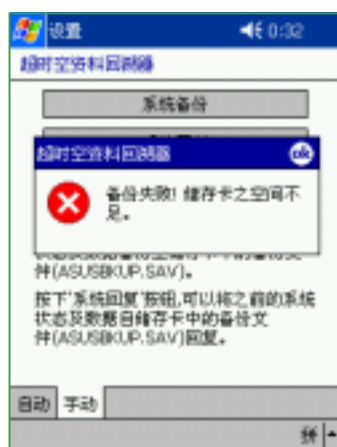 设置 0:32
超时空资料回溯器
系统备份
超时空资料回溯器 ok
备份失败! 储存卡之空间不
足。
件(ASUSBKUP.SAV)。
按下'系统回复'按钮,可以将之前的系统
状态及数据自储存卡中的备份文
件(ASUSBKUP.SAV)回复。
自动 手动
拼